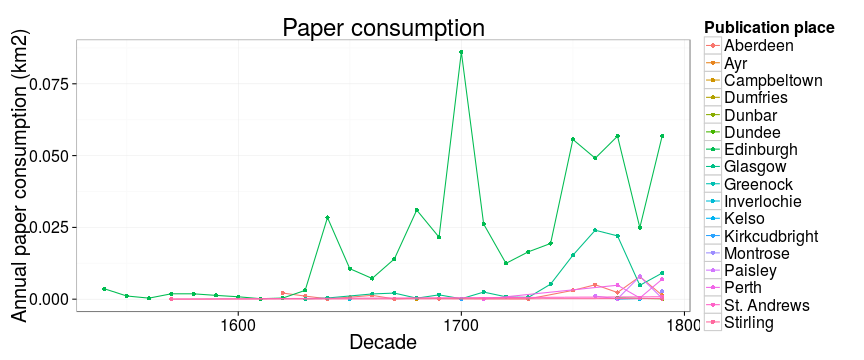 Paper consumption
Annual paper consumption (km2)
0.075
0.050
0.025
0.000
1600
1700
1800
Decade
Publication place
Aberdeen
Ayr
Campbeltown
Dumfries
Dunbar
Dundee
Edinburgh
Glasgow
Greenock
Inverlochie
Kelso
Kirkcudbright
Montrose
Paisley
Perth
St. Andrews
Stirling